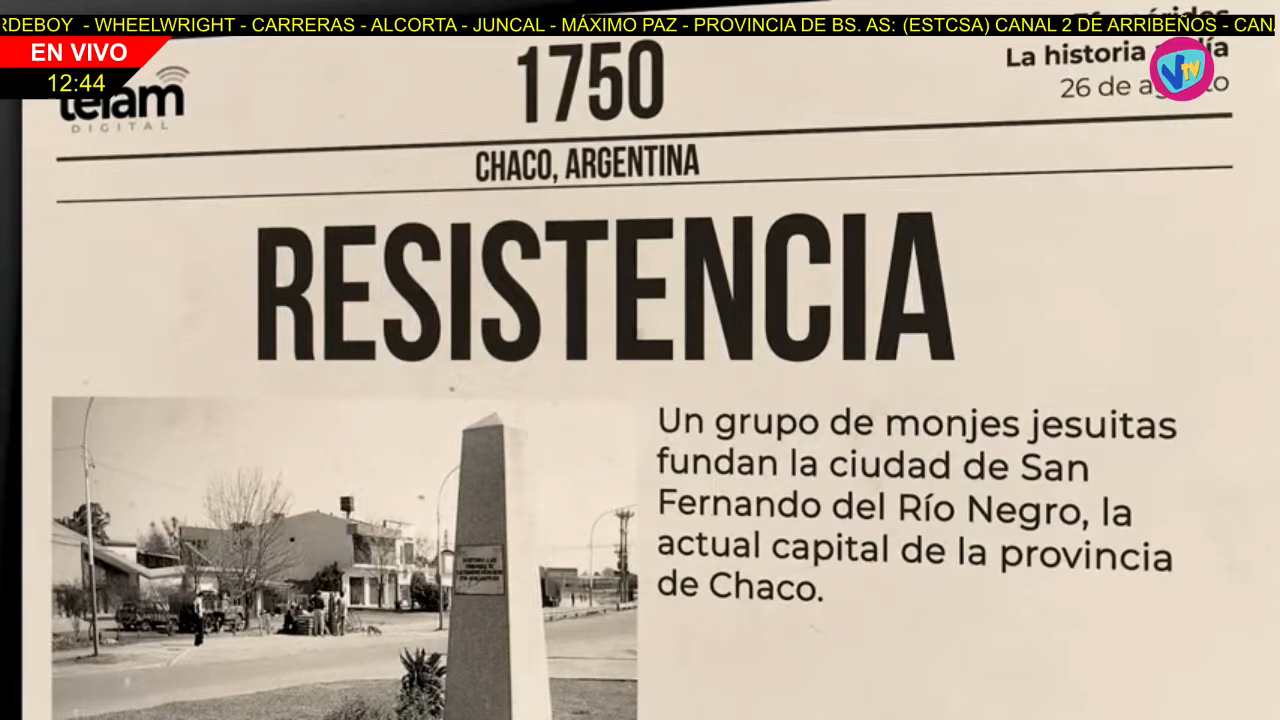 RDEBOY - WHEELWRIGHT - CARRERAS - ALCORTA - JUNCAL - MÁXIMO PAZ - PROVINCIA DE BS. AS: (ESTCSA) CANAL 2 DE ARRIBEÑOS - CAN
EN VIVO
12:44
télam
DIGITAL
1750
La historia
26 de
VTV
CHACO, ARGENTINA
RESISTENCIA
Un grupo de monjes jesuitas
fundan la ciudad de San
Fernando del Río Negro, la
actual capital de la provincia
de Chaco.